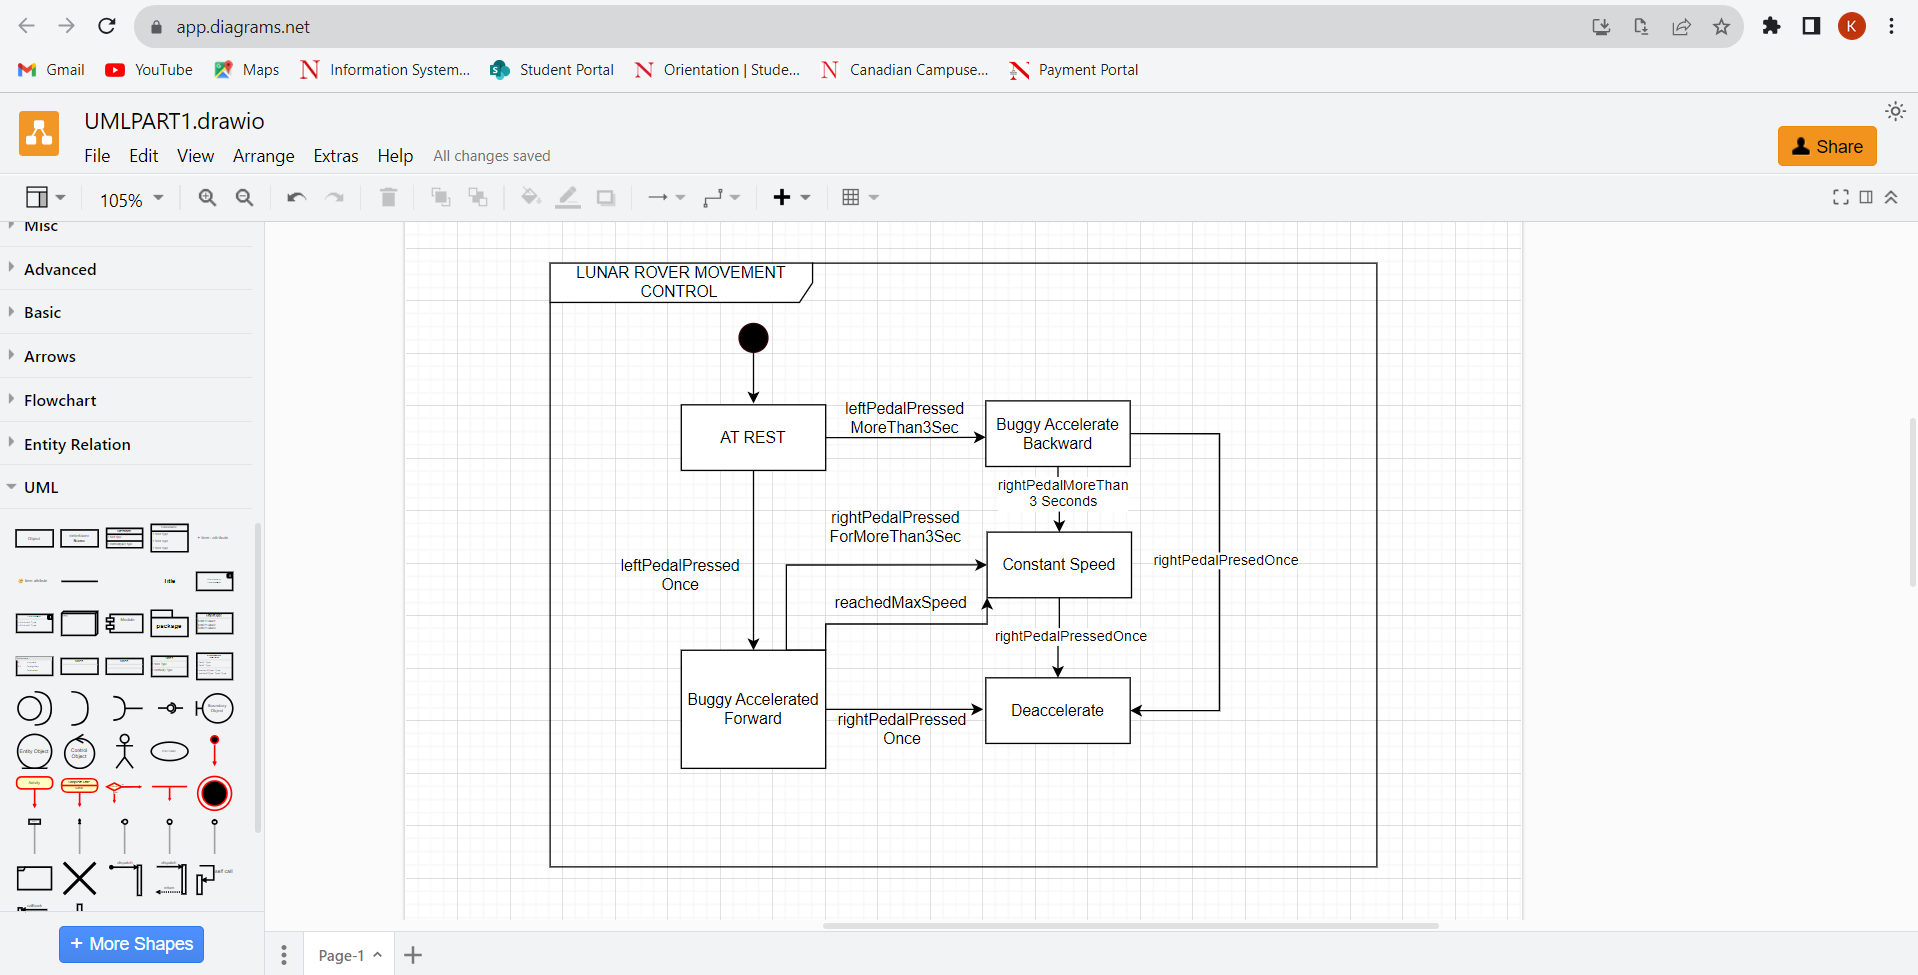 app.diagrams.net
K
Gmail
YouTube
Maps
Information System...
Student Portal
Orientation | Stude...
Canadian Campuse...
Payment Portal
UMLPART1.drawio
File Edit View Arrange Extras Help All changes saved
Share
105%
Misc
Advanced
Basic
Arrows
Flowchart
Entity Relation
UML
Title
package
+ More Shapes
LUNAR ROVER MOVEMENT
CONTROL
AT REST
leftPedalPressed
MoreThan3Sec
Buggy Accelerate
Backward
rightPedalMoreThan
3 Seconds
rightPedalPressed
ForMoreThan3Sec
leftPedalPressed
Once
Constant Speed
rightPedalPresedOnce
reachedMaxSpeed
rightPedalPressedOnce
Buggy Accelerated
Forward
rightPedalPressed
Once
Deaccelerate
Page-1